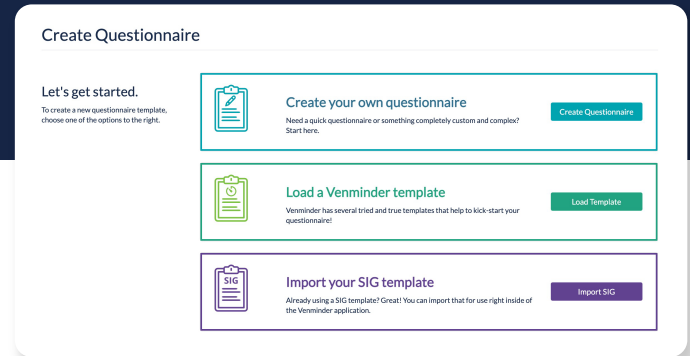 Create Questionnaire
Let's get started.
To create a new questionnaire template,
choose one of the options to the right.
Create your own questionnaire
Need a quick questionnaire or something completely custom and complex?
Start here.
Create Questionnaire
Load a Venminder template
Venminder has several tried and true templates that help to kick-start your
questionnaire!
Load Template
SIG
Import your SIG template
Already using a SIG template? Great! You can import that for use right inside of
the Venminder application.
Import SIG